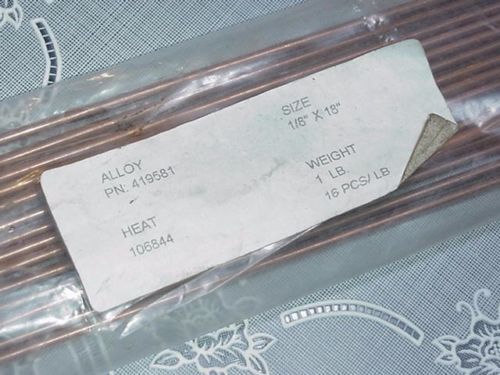 ALLOY
PN: 419581
HEAT
106844
SIZE
1/8" X 18"
WEIGHT
1 LB.
16 PCS/ LB